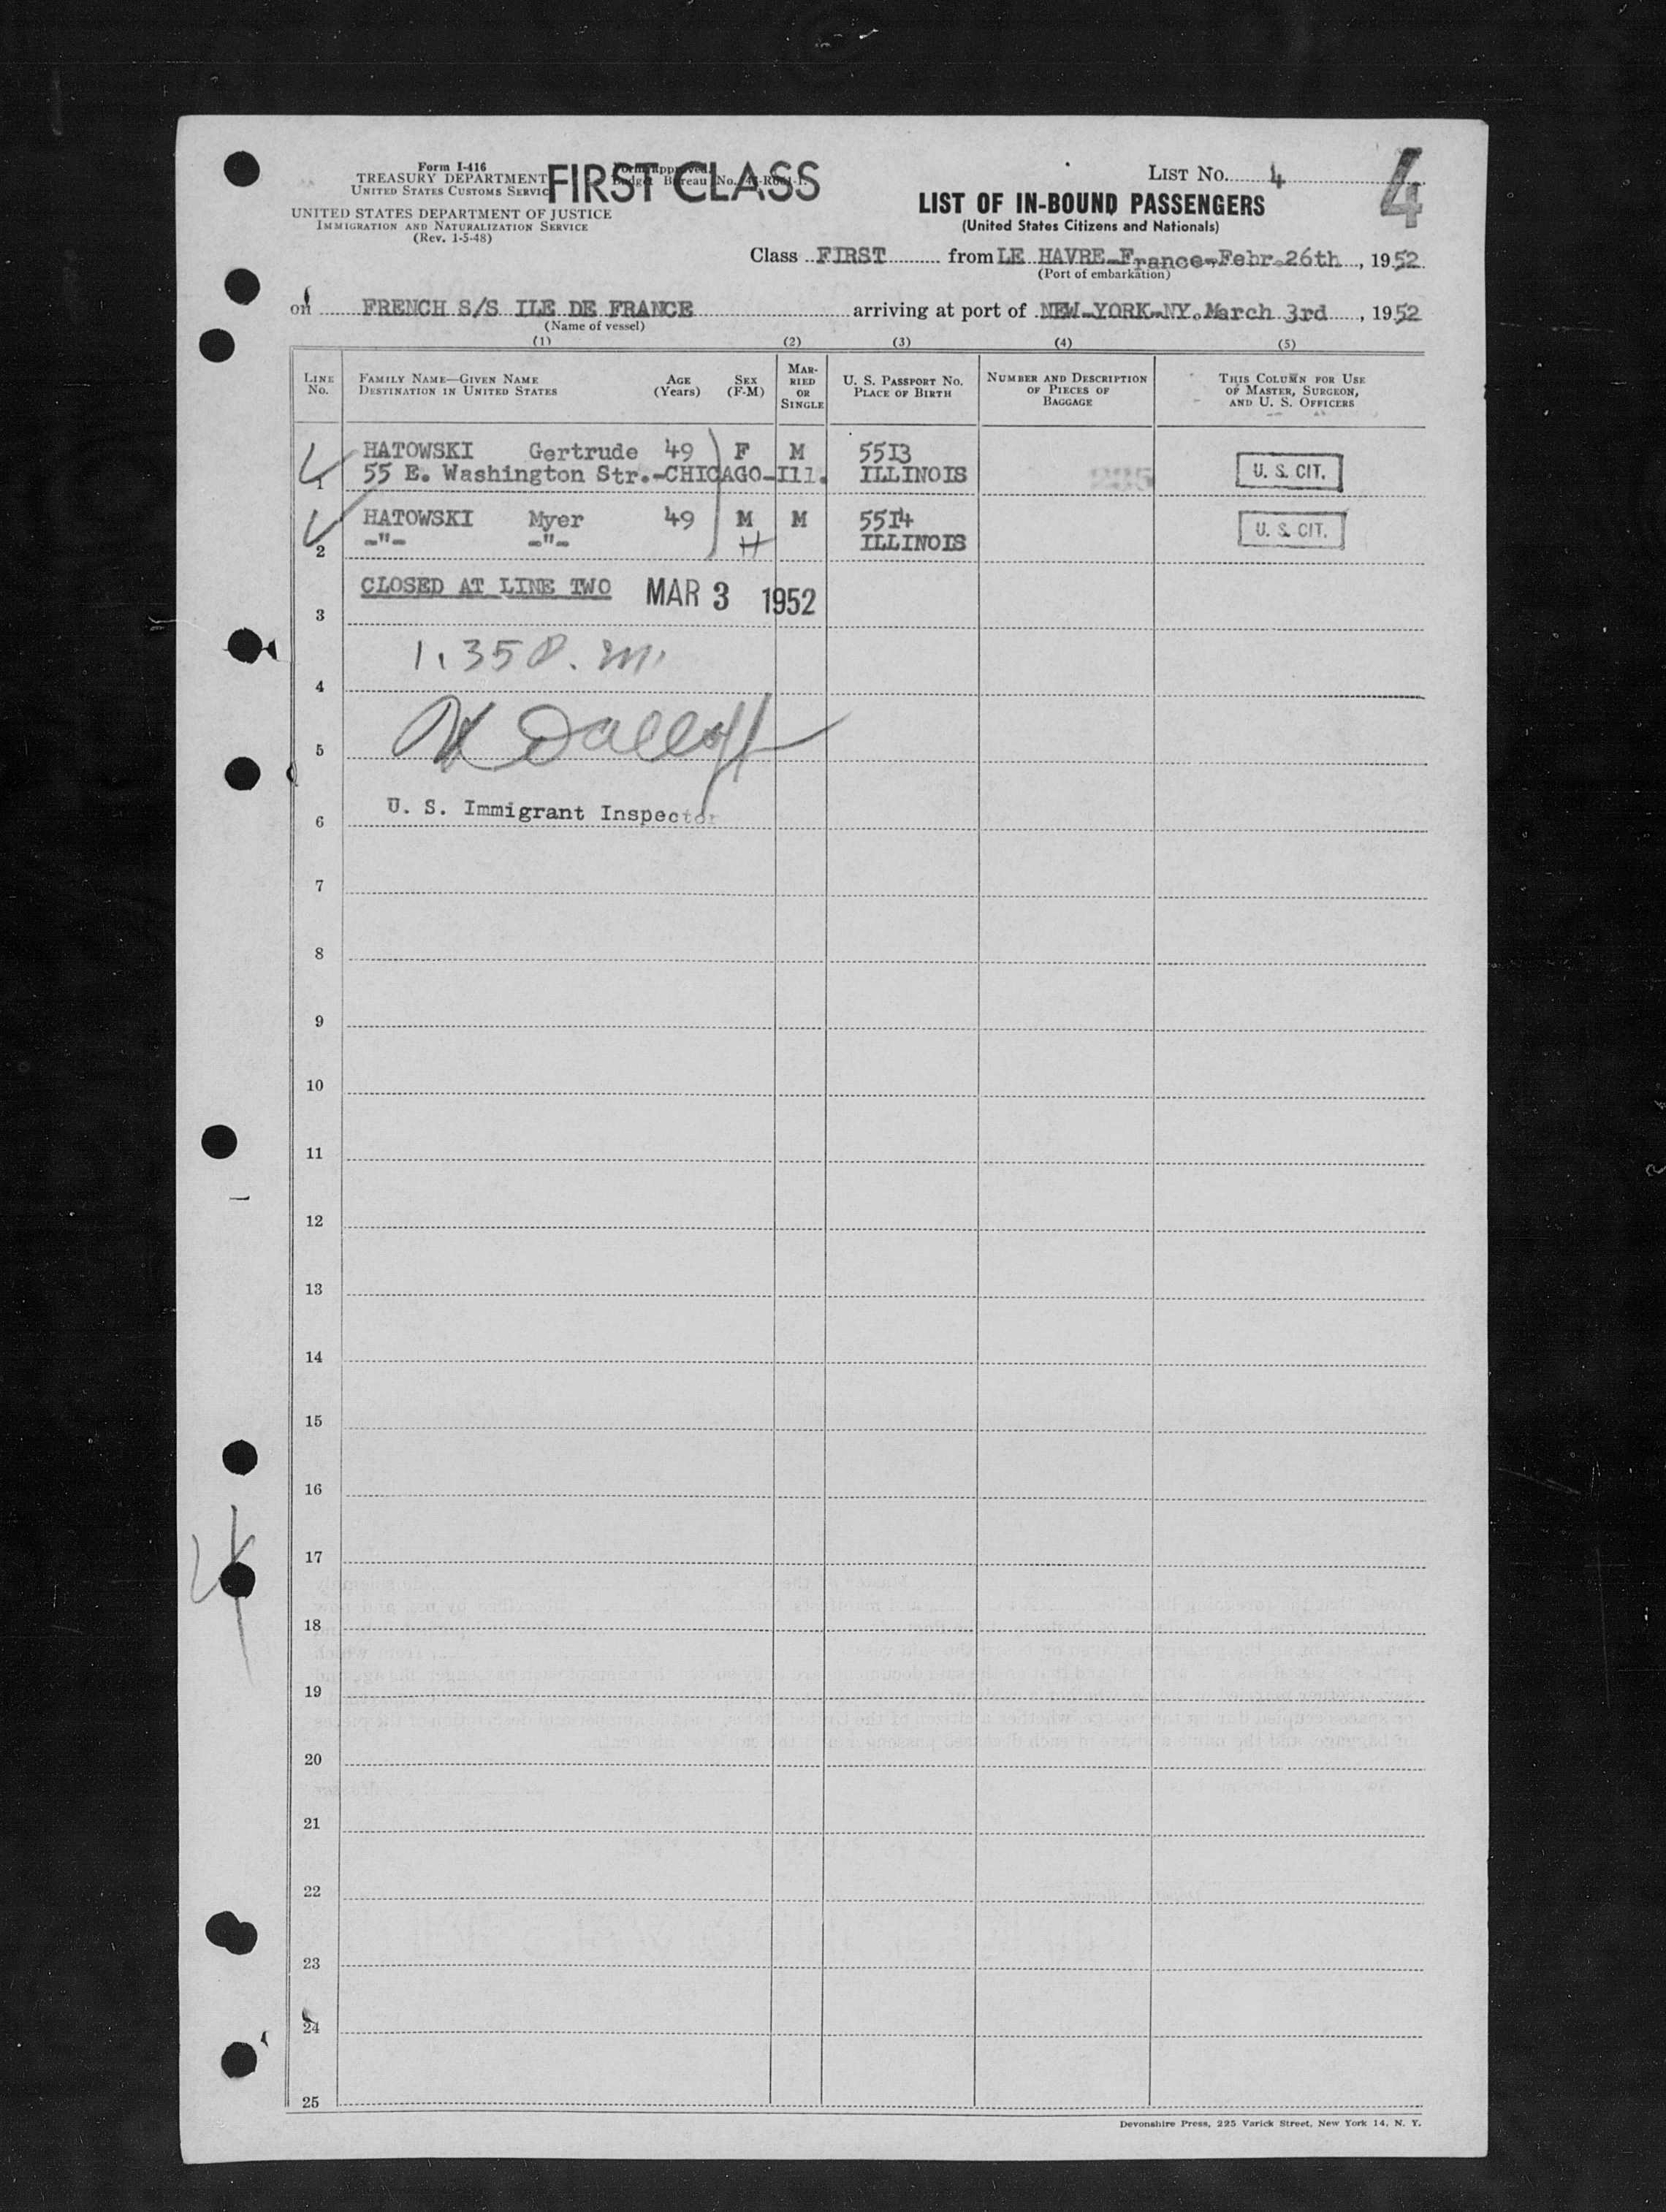 Form I-416
TREASURY DEPARTMENT
UNITED STATES CUSTOMS SERVICE
FIRST CLASS
UNITED STATES DEPARTMENT OF JUSTICE
IMMIGRATION AND NATURALIZATION SERVICE
(Rev. 1-5-48)
LIST No. 4
4
LIST OF IN-BOUND PASSENGERS
(United States Citizens and Nationals)
Class FIRST from LE HAVRE-France-Febr.26th, 1952
(Port of embarkation)
on FRENCH S/S ILE DE FRANCE arriving at port of NEW-YORK-NY.March 3rd, 1952
(Name of vessel)
(1) (2) (3) (4) (5)
LINE No. FAMILY NAME—GIVEN NAME DESTINATION IN UNITED STATES AGE (Years) SEX (F-M) MARRIED OR SINGLE U. S. PASSPORT NO. PLACE OF BIRTH NUMBER AND DESCRIPTION OF PIECES OF BAGGAGE THIS COLUMN FOR USE OF MASTER, SURGEON, AND U. S. OFFICERS
HATOWSKI Gertrude 49 F M 5513
1 55 E. Washington Str.-CHICAGO-Ill. ILLINOIS U. S. CIT.
HATOWSKI Myer 49 M M 5514
2 -"- -"- H ILLINOIS U. S. CIT.
CLOSED AT LINE TWO MAR 3 1952
3
1.35 P.m.
4
5
U. S. Immigrant Inspector
6
7
8
9
10
11
12
13
14
15
16
17
18
19
20
21
22
23
24
25
Devonshire Press, 225 Varick Street, New York 14, N. Y.